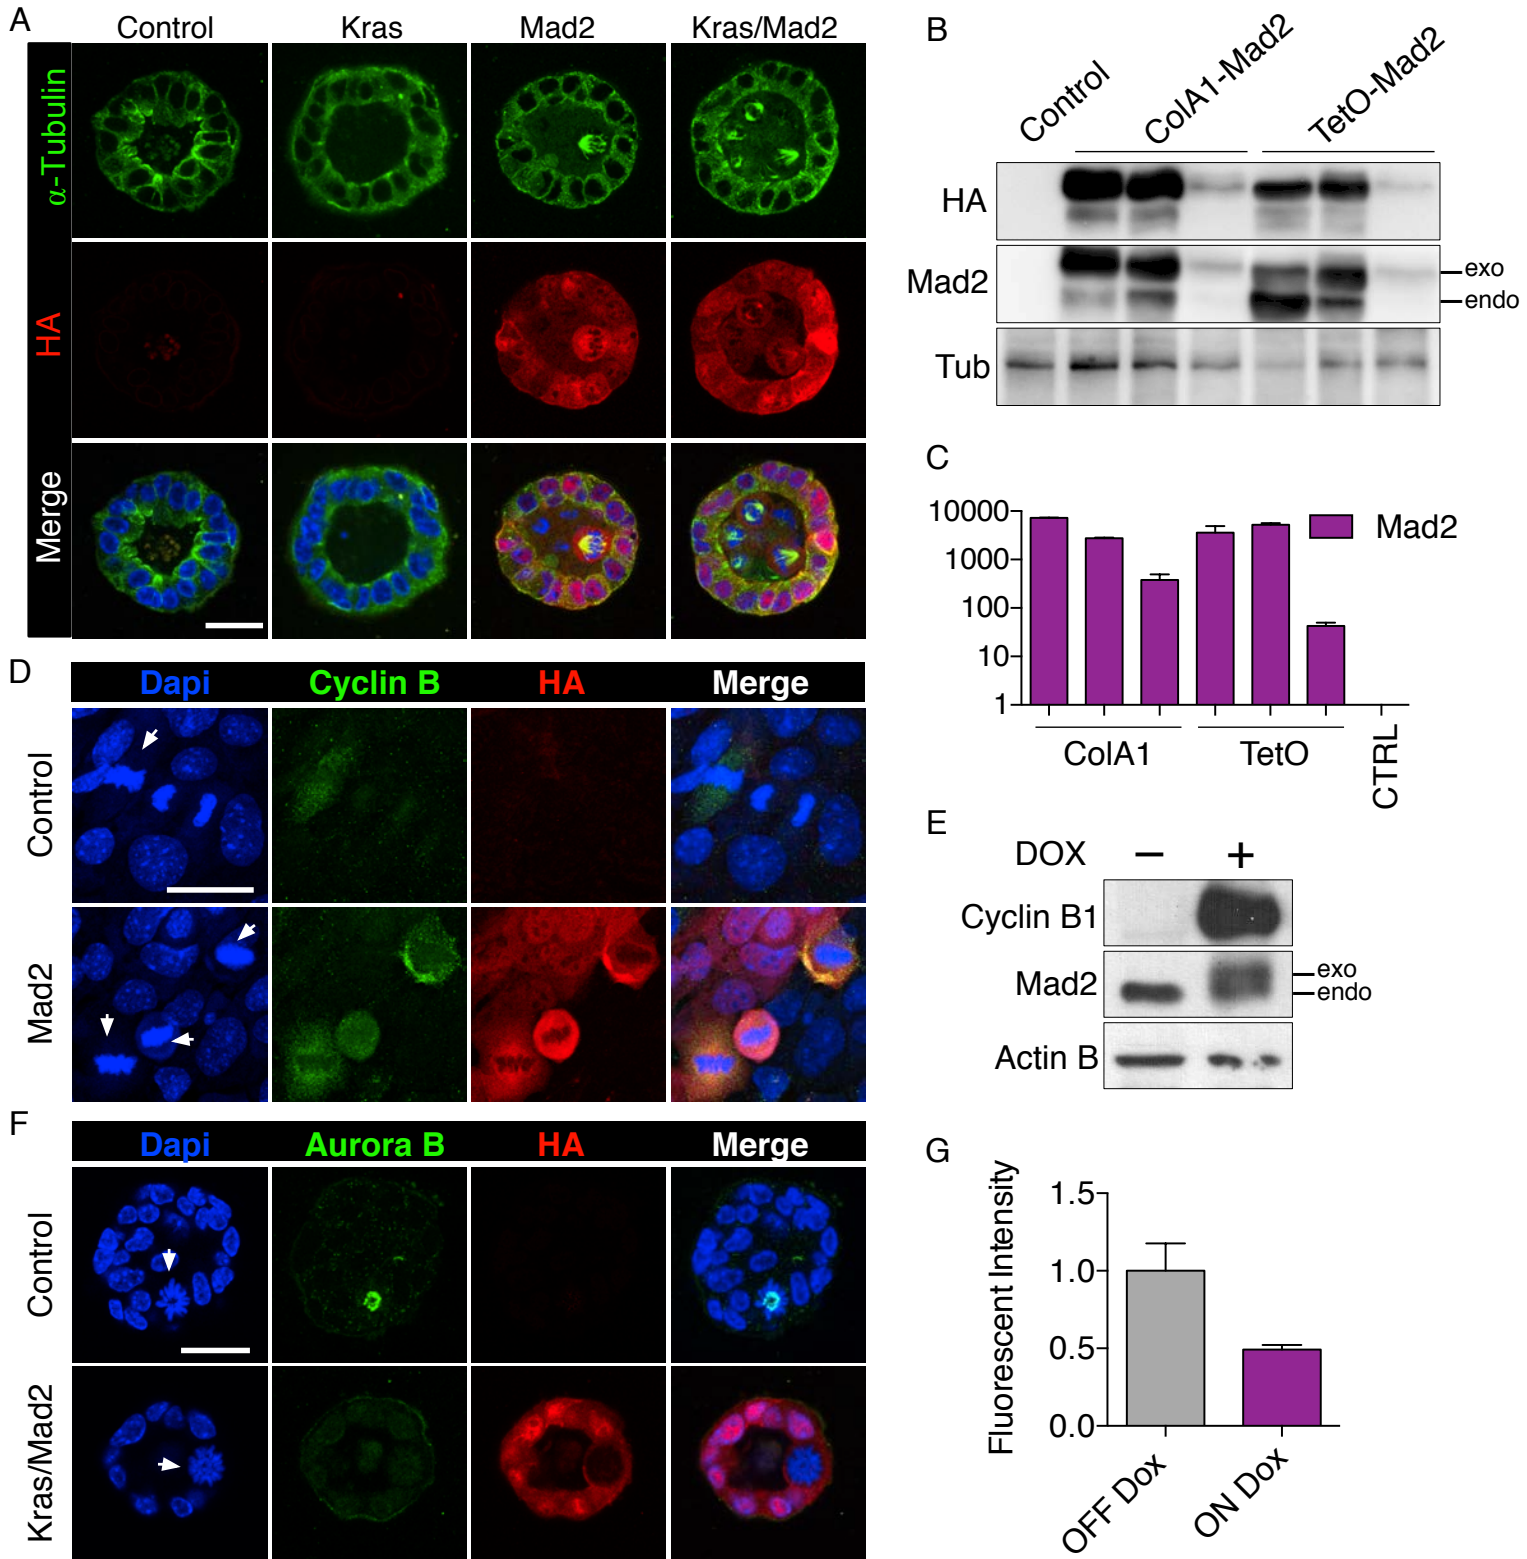 A
Control
Kras
Mad2
Kras/Mad2
α-Tubulin
HA
Merge
B
Control
ColA1-Mad2
TetO-Mad2
HA
Mad2
exo
endo
Tub
C
10000
1000
100
10
1
Mad2
ColA1
TetO
CTRL
D
Dapi
Cyclin B
HA
Merge
Control
Mad2
E
DOX
−
+
Cyclin B1
Mad2
exo
endo
Actin B
F
Dapi
Aurora B
HA
Merge
Control
Kras/Mad2
G
Fluorescent Intensity
1.5
1.0
0.5
0.0
OFF Dox
ON Dox